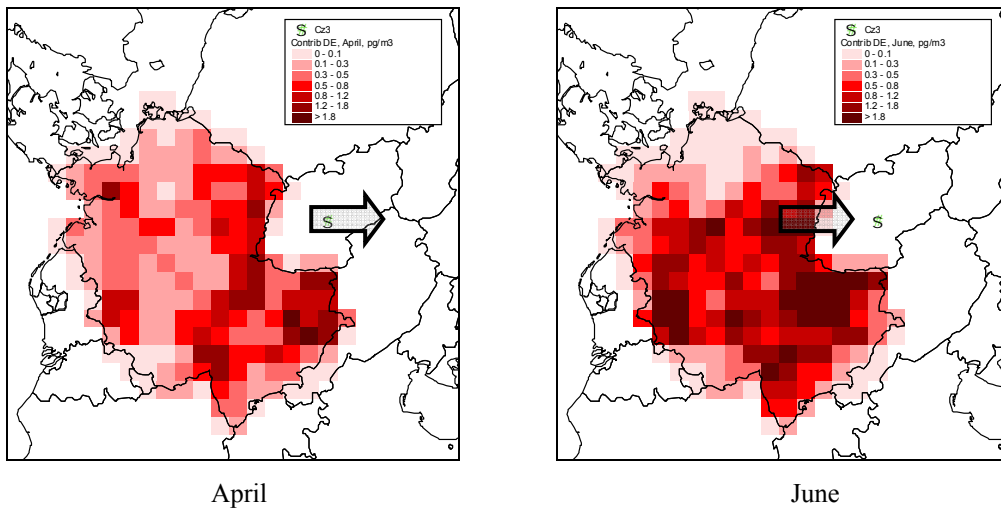 S Cz3
Contrib DE, April, pg/m3
0 - 0.1
0.1 - 0.3
0.3 - 0.5
0.5 - 0.8
0.8 - 1.2
1.2 - 1.8
> 1.8
S
April
S Cz3
Contrib DE, June, pg/m3
0 - 0.1
0.1 - 0.3
0.3 - 0.5
0.5 - 0.8
0.8 - 1.2
1.2 - 1.8
> 1.8
S
June